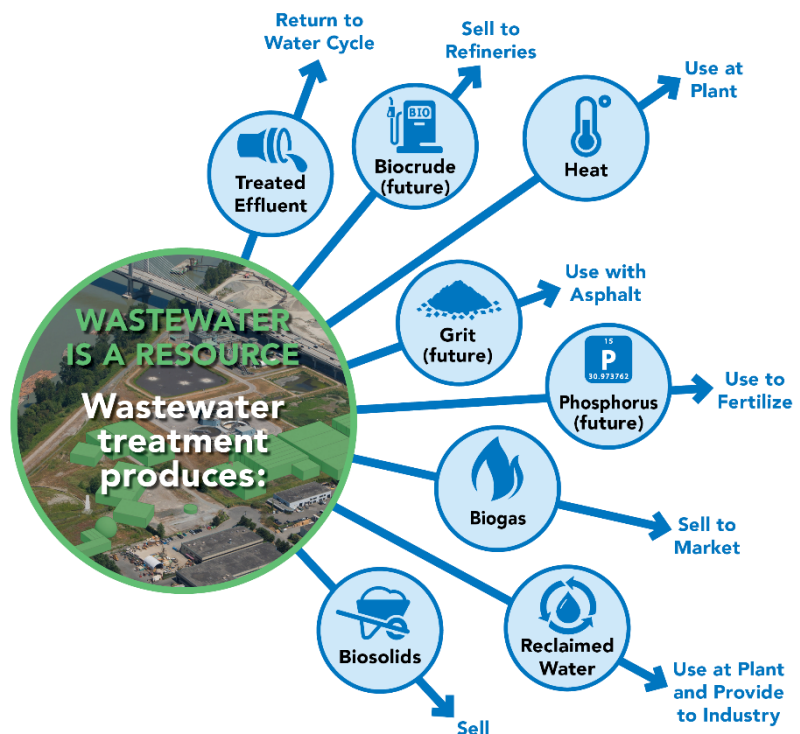 WASTEWATER
IS A RESOURCE
Wastewater
treatment
produces:
Return to
Water Cycle
Treated
Effluent
Sell to
Refineries
BIO
Biocrude
(future)
Use at
Plant
Heat
Use with
Asphalt
Grit
(future)
15
P
30.973762
Phosphorus
(future)
Use to
Fertilize
Biogas
Sell to
Market
Reclaimed
Water
Use at Plant
and Provide
to Industry
Biosolids
Sell